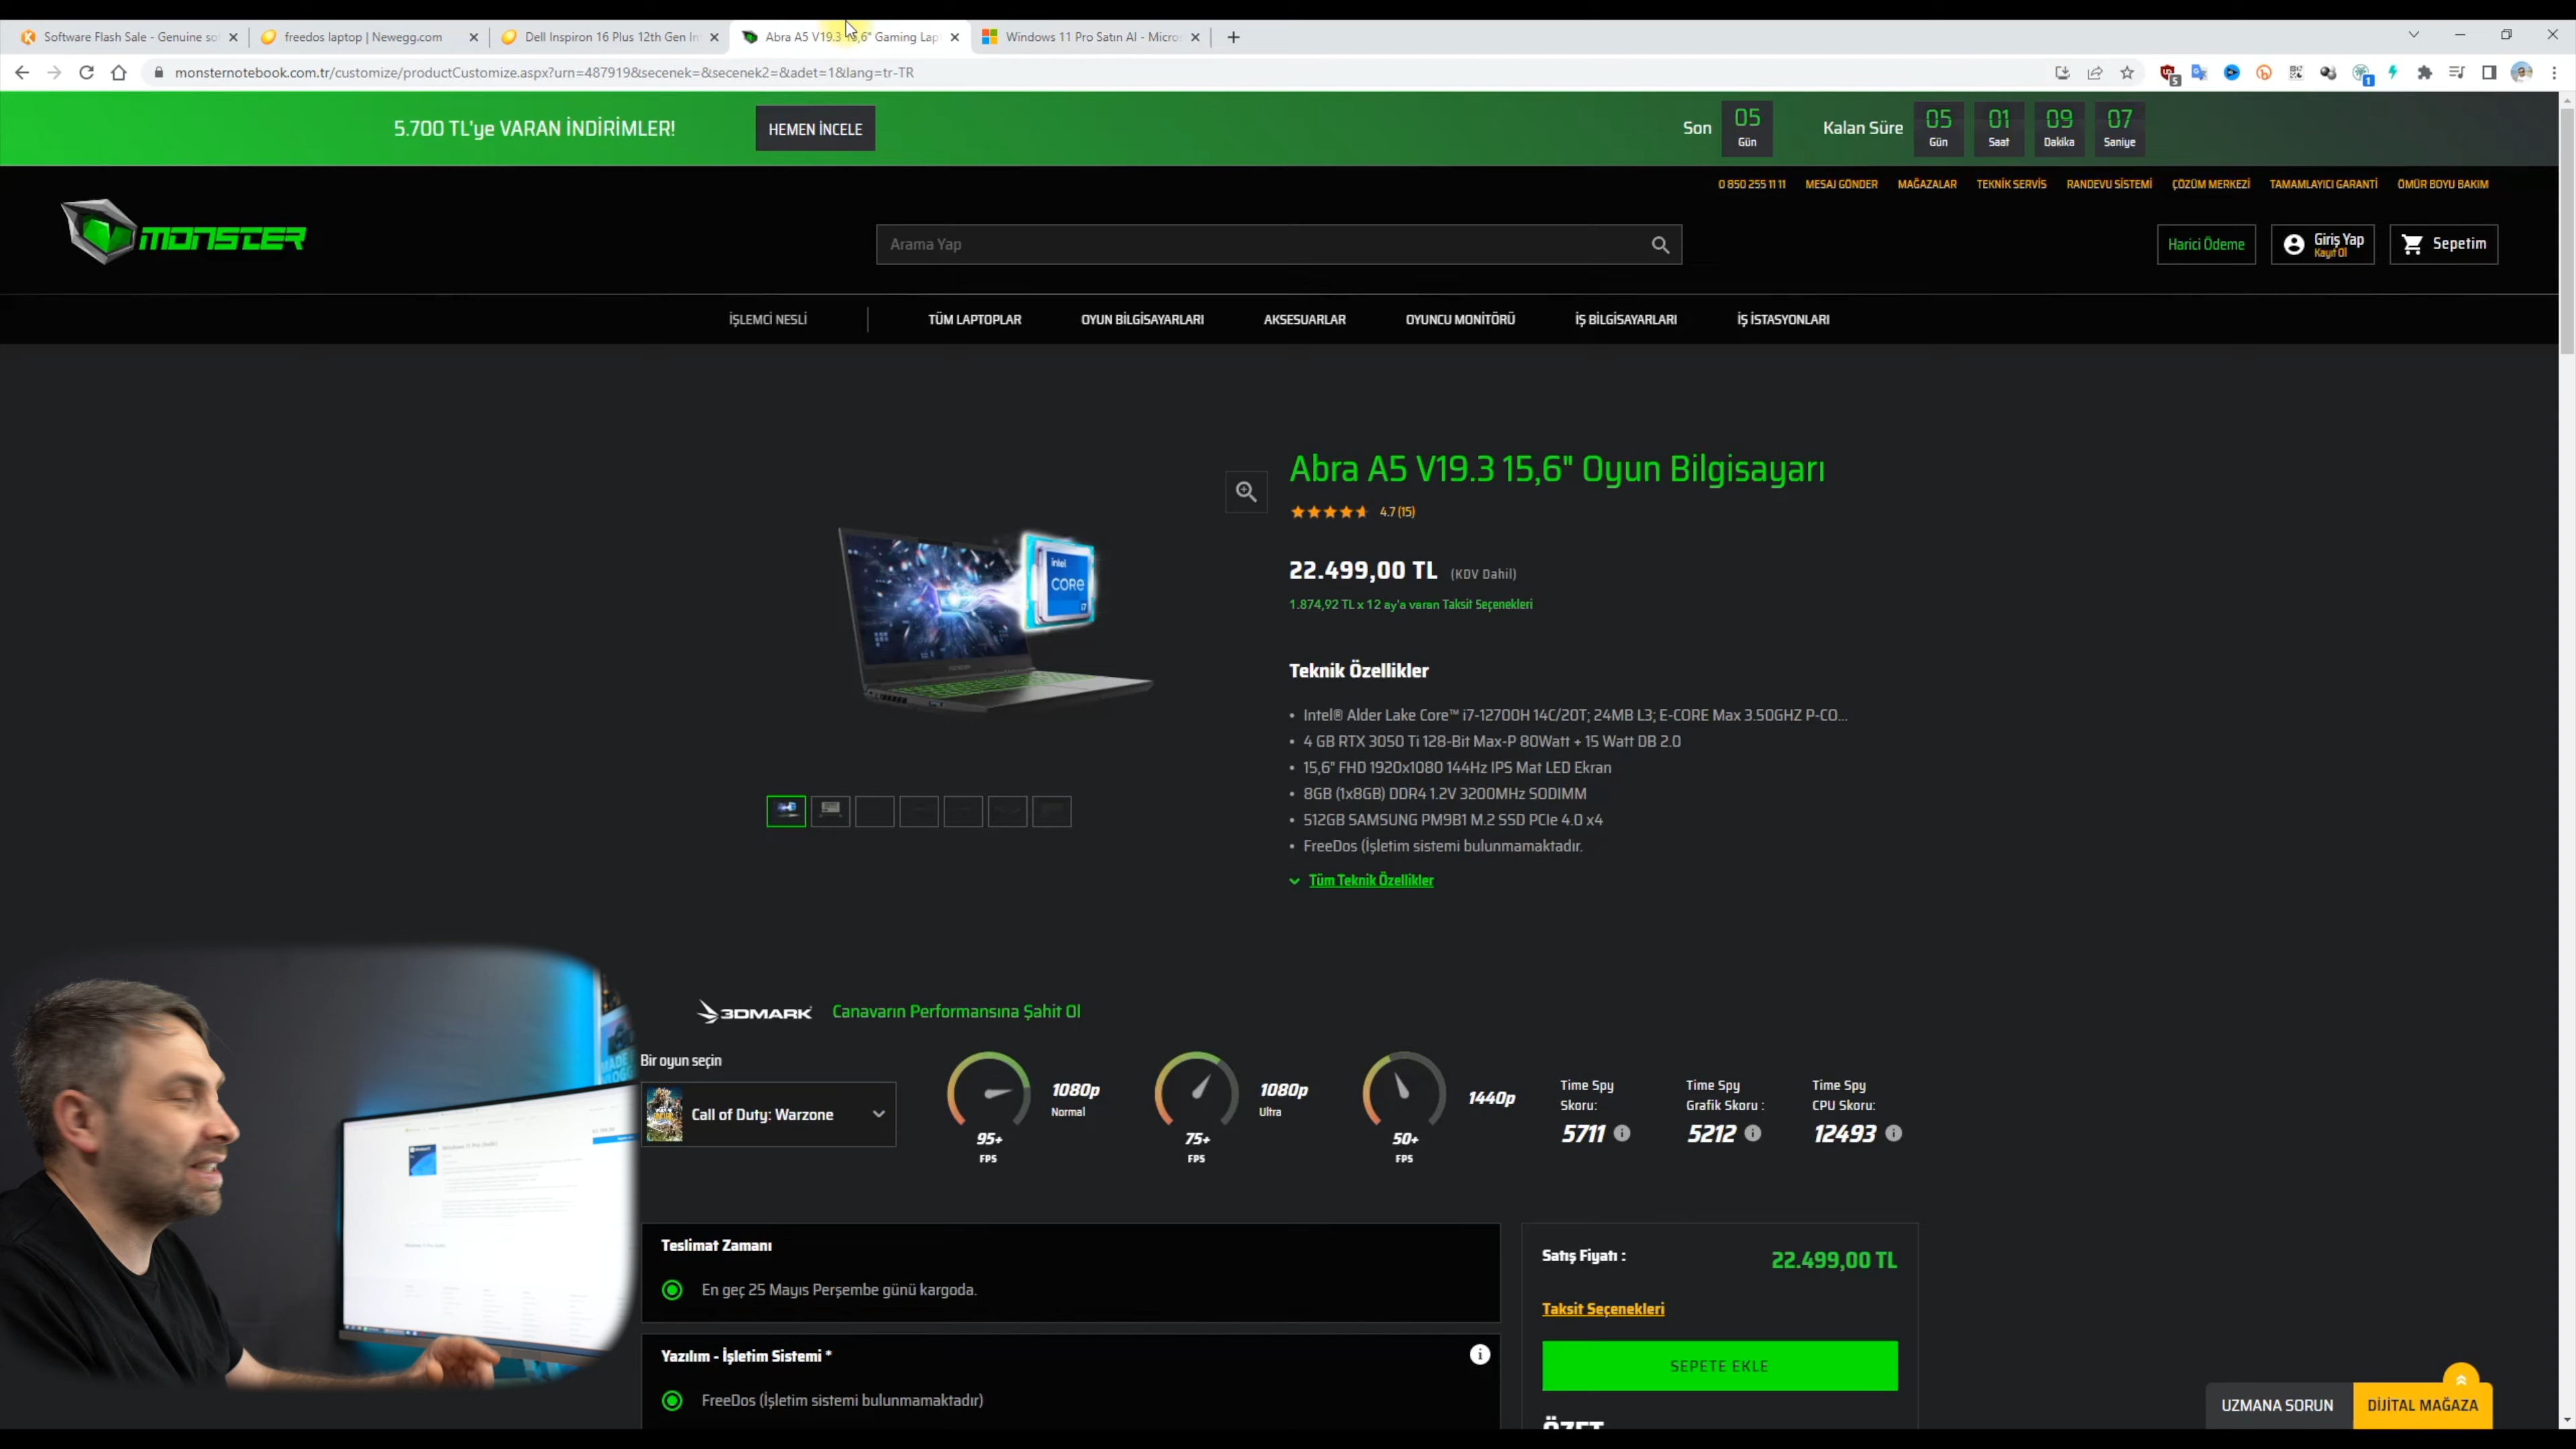 Software Flash Sale - Genuine so
freedos laptop | Newegg.com
Dell Inspiron 16 Plus 12th Gen Int
Abra A5 V19.3 15,6" Gaming Lap
Windows 11 Pro Satın Al - Micros
monsternotebook.com.tr/customize/productCustomize.aspx?urn=487919&secenek=&secenek2=&adet=1&lang=tr-TR
5.700 TL'ye VARAN İNDİRİMLER!
HEMEN İNCELE
Son
05
Gün
Kalan Süre
05
Gün
01
Saat
09
Dakika
07
Saniye
0 850 255 11 11
MESAJ GÖNDER
MAĞAZALAR
TEKNİK SERVİS
RANDEVU SİSTEMİ
ÇÖZÜM MERKEZİ
TAMAMLAYICI GARANTİ
ÖMÜR BOYU BAKIM
MONSTER
Arama Yap
Harici Ödeme
Giriş Yap
Kayıt Ol
Sepetim
İŞLEMCİ NESLİ
TÜM LAPTOPLAR
OYUN BİLGİSAYARLARI
AKSESUARLAR
OYUNCU MONİTÖRÜ
İŞ BİLGİSAYARLARI
İŞ İSTASYONLARI
Abra A5 V19.3 15,6" Oyun Bilgisayarı
4.7 (15)
22.499,00 TL (KDV Dahil)
1.874,92 TL x 12 ay'a varan Taksit Seçenekleri
intel
CORE
i7
Teknik Özellikler
• Intel® Alder Lake Core™ i7-12700H 14C/20T; 24MB L3; E-CORE Max 3.50GHZ P-CO...
• 4 GB RTX 3050 Ti 128-Bit Max-P 80Watt + 15 Watt DB 2.0
• 15,6" FHD 1920x1080 144Hz IPS Mat LED Ekran
• 8GB (1x8GB) DDR4 1.2V 3200MHz SODIMM
• 512GB SAMSUNG PM9B1 M.2 SSD PCIe 4.0 x4
• FreeDos (İşletim sistemi bulunmamaktadır.
Tüm Teknik Özellikler
3DMARK
Canavarın Performansına Şahit Ol
Bir oyun seçin
Call of Duty: Warzone
95+
FPS
1080p
Normal
75+
FPS
1080p
Ultra
50+
FPS
1440p
Time Spy
Skoru:
5711
Time Spy
Grafik Skoru :
5212
Time Spy
CPU Skoru:
12493
MADE
Teslimat Zamanı
En geç 25 Mayıs Perşembe günü kargoda.
Yazılım - İşletim Sistemi *
FreeDos (İşletim sistemi bulunmamaktadır)
Satış Fiyatı :
22.499,00 TL
Taksit Seçenekleri
SEPETE EKLE
ÖZET
UZMANA SORUN
DİJİTAL MAĞAZA